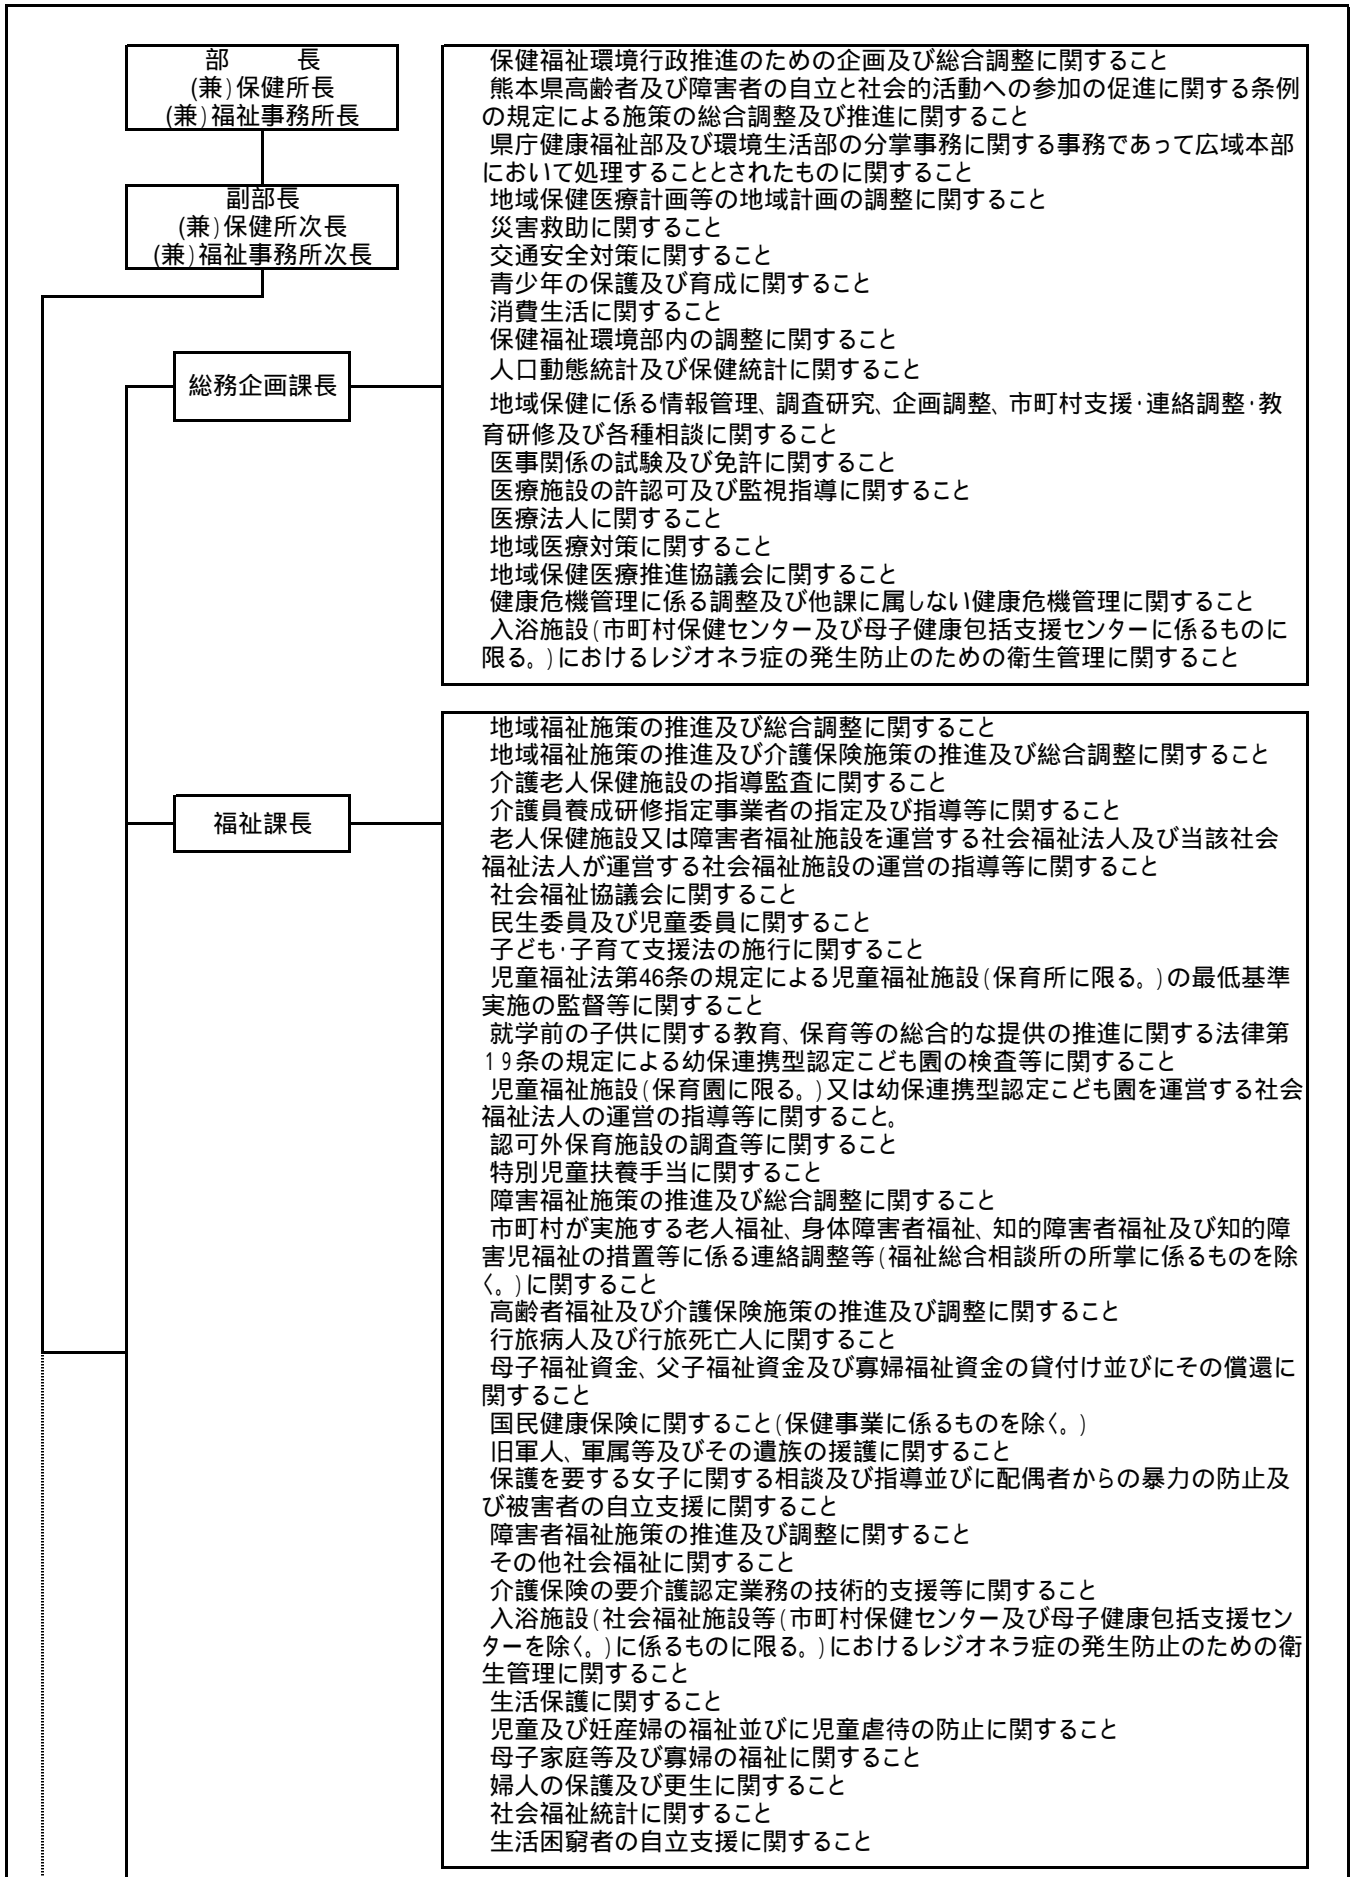 部　　　長
(兼)保健所長
(兼)福祉事務所長
副部長
(兼)保健所次長
(兼)福祉事務所次長
総務企画課長
保健福祉環境行政推進のための企画及び総合調整に関すること
熊本県高齢者及び障害者の自立と社会的活動への参加の促進に関する条例
の規定による施策の総合調整及び推進に関すること
県庁健康福祉部及び環境生活部の分掌事務に関する事務であって広域本部
において処理することとされたものに関すること
地域保健医療計画等の地域計画の調整に関すること
災害救助に関すること
交通安全対策に関すること
青少年の保護及び育成に関すること
消費生活に関すること
保健福祉環境部内の調整に関すること
人口動態統計及び保健統計に関すること
地域保健に係る情報管理、調査研究、企画調整、市町村支援・連絡調整・教
育研修及び各種相談に関すること
医事関係の試験及び免許に関すること
医療施設の許認可及び監視指導に関すること
医療法人に関すること
地域医療対策に関すること
地域保健医療推進協議会に関すること
健康危機管理に係る調整及び他課に属しない健康危機管理に関すること
入浴施設(市町村保健センター及び母子健康包括支援センターに係るものに
限る。)におけるレジオネラ症の発生防止のための衛生管理に関すること
福祉課長
地域福祉施策の推進及び総合調整に関すること
地域福祉施策の推進及び介護保険施策の推進及び総合調整に関すること
介護老人保健施設の指導監査に関すること
介護員養成研修指定事業者の指定及び指導等に関すること
老人保健施設又は障害者福祉施設を運営する社会福祉法人及び当該社会
福祉法人が運営する社会福祉施設の運営の指導等に関すること
社会福祉協議会に関すること
民生委員及び児童委員に関すること
子ども・子育て支援法の施行に関すること
児童福祉法第46条の規定による児童福祉施設(保育所に限る。)の最低基準
実施の監督等に関すること
就学前の子供に関する教育、保育等の総合的な提供の推進に関する法律第
19条の規定による幼保連携型認定こども園の検査等に関すること
児童福祉施設(保育園に限る。)又は幼保連携型認定こども園を運営する社会
福祉法人の運営の指導等に関すること。
認可外保育施設の調査等に関すること
特別児童扶養手当に関すること
障害福祉施策の推進及び総合調整に関すること
市町村が実施する老人福祉、身体障害者福祉、知的障害者福祉及び知的障
害児福祉の措置等に係る連絡調整等(福祉総合相談所の所掌に係るものを除
く。)に関すること
高齢者福祉及び介護保険施策の推進及び調整に関すること
行旅病人及び行旅死亡人に関すること
母子福祉資金、父子福祉資金及び寡婦福祉資金の貸付け並びにその償還に
関すること
国民健康保険に関すること(保健事業に係るものを除く。)
旧軍人、軍属等及びその遺族の援護に関すること
保護を要する女子に関する相談及び指導並びに配偶者からの暴力の防止及
び被害者の自立支援に関すること
障害者福祉施策の推進及び調整に関すること
その他社会福祉に関すること
介護保険の要介護認定業務の技術的支援等に関すること
入浴施設(社会福祉施設等(市町村保健センター及び母子健康包括支援セン
ターを除く。)に係るものに限る。)におけるレジオネラ症の発生防止のための衛
生管理に関すること
生活保護に関すること
児童及び妊産婦の福祉並びに児童虐待の防止に関すること
母子家庭等及び寡婦の福祉に関すること
婦人の保護及び更生に関すること
社会福祉統計に関すること
生活困窮者の自立支援に関すること